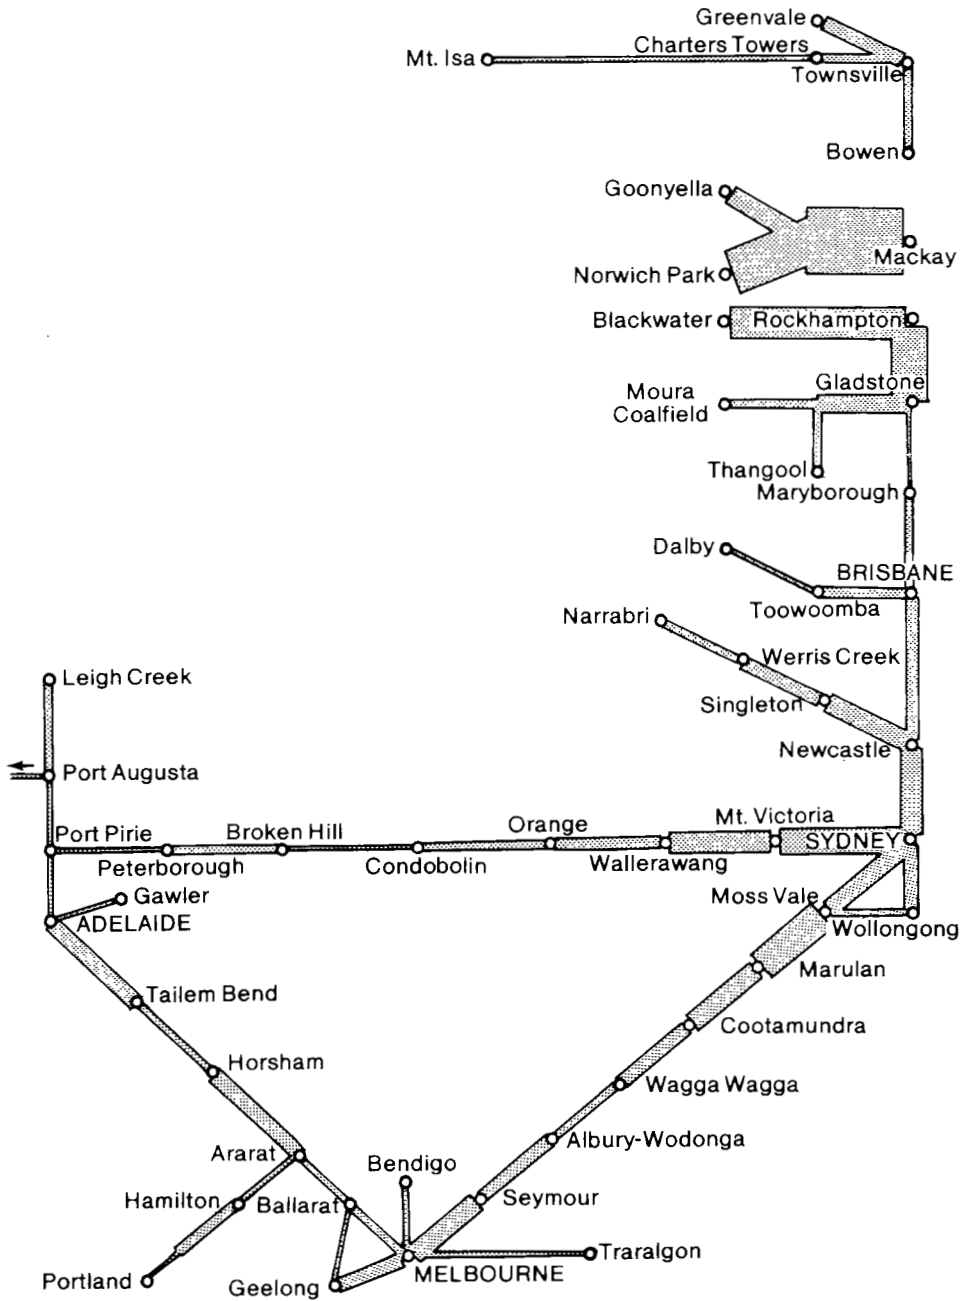 Greenvale
Charters Towers
Mt. Isa
Townsville
Bowen
Goonyella
Mackay
Norwich Park
Blackwater
Rockhampton
Gladstone
Moura
Coalfield
Thangool
Maryborough
Dalby
BRISBANE
Toowoomba
Narrabri
Werris Creek
Leigh Creek
Singleton
Newcastle
Port Augusta
Mt. Victoria
Orange
Broken Hill
Port Pirie
SYDNEY
Peterborough
Condobolin
Wallerawang
Gawler
Moss Vale
ADELAIDE
Wollongong
Marulan
Tailem Bend
Cootamundra
Horsham
Wagga Wagga
Albury-Wodonga
Ararat
Bendigo
Hamilton
Ballarat
Seymour
Traralgon
MELBOURNE
Portland
Geelong